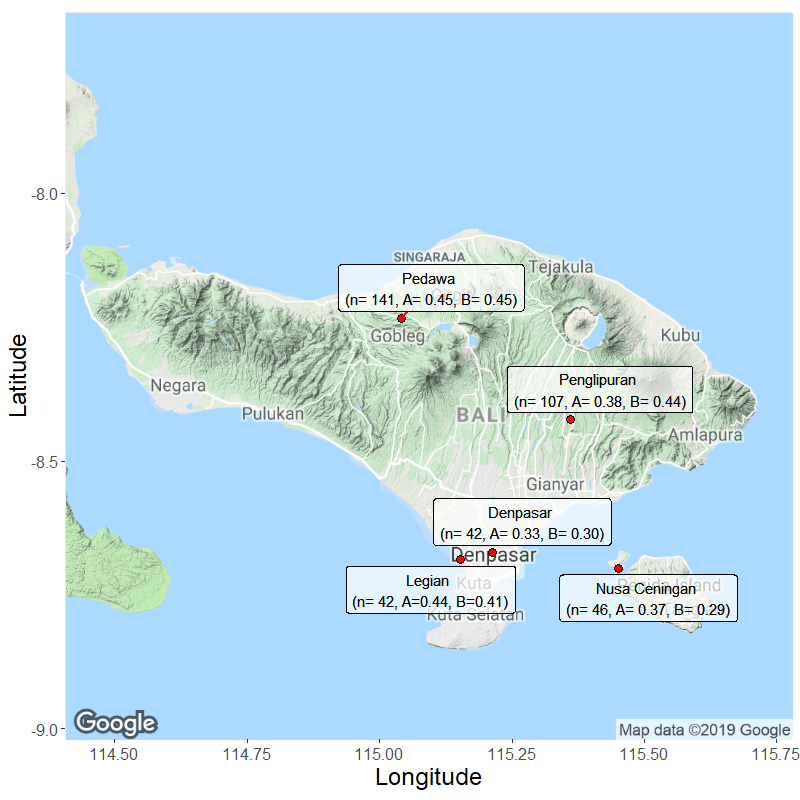 Latitude
-8.0
-8.5
-9.0
SINGARAJA
Tejakula
Pedawa
(n= 141, A= 0.45, B= 0.45)
Gobleg
Kubu
Penglipuran
(n= 107, A= 0.38, B= 0.44)
Negara
Pulukan
BALI
Amlapura
Gianyar
Denpasar
(n= 42, A= 0.33, B= 0.30)
Denpasar
Legian
(n= 42, A=0.44, B=0.41)
Kuta
Kuta Selatan
Penida Island
Nusa Ceningan
(n= 46, A= 0.37, B= 0.29)
Google
Map data ©2019 Google
114.50
114.75
115.00
115.25
115.50
115.75
Longitude